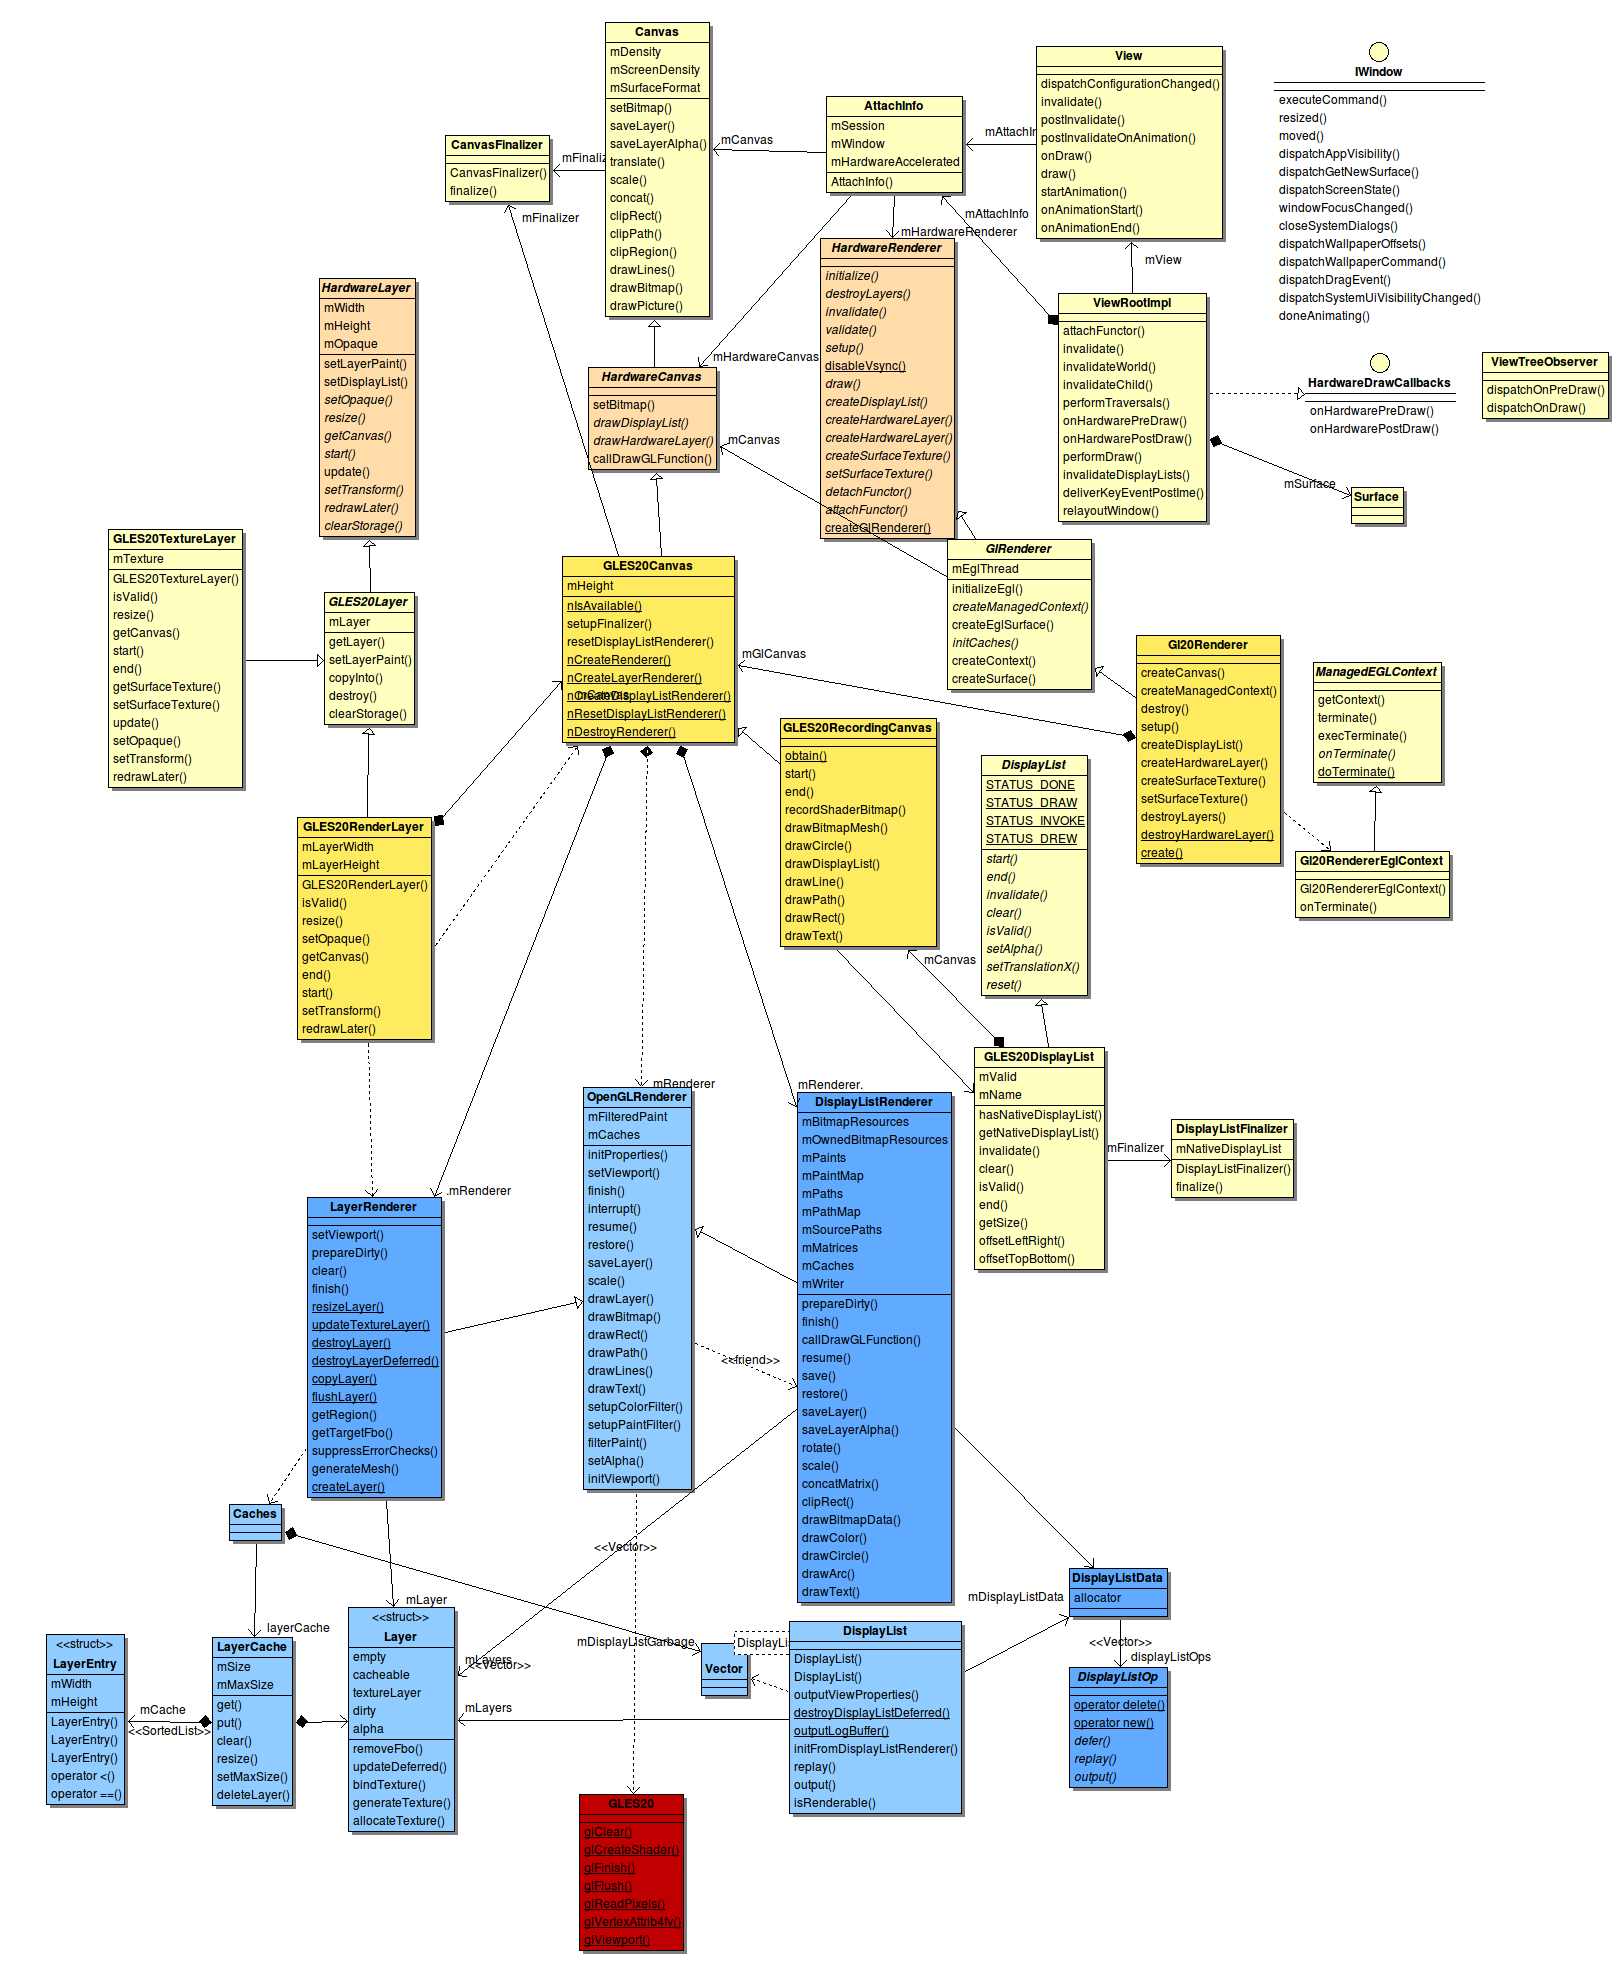 Canvas
mDensity
mScreenDensity
mSurfaceFormat
setBitmap()
saveLayer()
saveLayerAlpha()
translate()
scale()
concat()
clipRect()
clipPath()
clipRegion()
drawLines()
drawBitmap()
drawPicture()
CanvasFinalizer
CanvasFinalizer()
finalize()
mFinaliz
mFinalizer
mCanvas
AttachInfo
mSession
mWindow
mHardwareAccelerated
AttachInfo()
mAttachIn
View
dispatchConfigurationChanged()
invalidate()
postInvalidate()
postInvalidateOnAnimation()
onDraw()
draw()
startAnimation()
onAnimationStart()
onAnimationEnd()
IWindow
executeCommand()
resized()
moved()
dispatchAppVisibility()
dispatchGetNewSurface()
dispatchScreenState()
windowFocusChanged()
closeSystemDialogs()
dispatchWallpaperOffsets()
dispatchWallpaperCommand()
dispatchDragEvent()
dispatchSystemUiVisibilityChanged()
doneAnimating()
mAttachInfo
mHardwareRenderer
mView
HardwareRenderer
initialize()
destroyLayers()
invalidate()
validate()
setup()
disableVsync()
draw()
createDisplayList()
createHardwareLayer()
createHardwareLayer()
createSurfaceTexture()
setSurfaceTexture()
detachFunctor()
attachFunctor()
createGlRenderer()
ViewRootImpl
attachFunctor()
invalidate()
invalidateWorld()
invalidateChild()
performTraversals()
onHardwarePreDraw()
onHardwarePostDraw()
performDraw()
invalidateDisplayLists()
deliverKeyEventPostIme()
relayoutWindow()
HardwareDrawCallbacks
onHardwarePreDraw()
onHardwarePostDraw()
ViewTreeObserver
dispatchOnPreDraw()
dispatchOnDraw()
mSurface
Surface
HardwareLayer
mWidth
mHeight
mOpaque
setLayerPaint()
setDisplayList()
setOpaque()
resize()
getCanvas()
start()
update()
setTransform()
redrawLater()
clearStorage()
mHardwareCanvas
HardwareCanvas
setBitmap()
drawDisplayList()
drawHardwareLayer()
callDrawGLFunction()
mCanvas
GLES20TextureLayer
mTexture
GLES20TextureLayer()
isValid()
resize()
getCanvas()
start()
end()
getSurfaceTexture()
setSurfaceTexture()
update()
setOpaque()
setTransform()
redrawLater()
GLES20Layer
mLayer
getLayer()
setLayerPaint()
copyInto()
destroy()
clearStorage()
GLES20Canvas
mHeight
nIsAvailable()
setupFinalizer()
resetDisplayListRenderer()
nCreateRenderer()
nCreateLayerRenderer()
nCreateDisplayListRenderer()
mCanvas
nResetDisplayListRenderer()
nDestroyRenderer()
GlRenderer
mEglThread
initializeEgl()
createManagedContext()
createEglSurface()
initCaches()
createContext()
createSurface()
mGlCanvas
Gl20Renderer
createCanvas()
createManagedContext()
destroy()
setup()
createDisplayList()
createHardwareLayer()
createSurfaceTexture()
setSurfaceTexture()
destroyLayers()
destroyHardwareLayer()
create()
ManagedEGLContext
getContext()
terminate()
execTerminate()
onTerminate()
doTerminate()
Gl20RendererEglContext
Gl20RendererEglContext()
onTerminate()
GLES20RecordingCanvas
obtain()
start()
end()
recordShaderBitmap()
drawBitmapMesh()
drawCircle()
drawDisplayList()
drawLine()
drawPath()
drawRect()
drawText()
DisplayList
STATUS_DONE
STATUS_DRAW
STATUS_INVOKE
STATUS_DREW
start()
end()
invalidate()
clear()
isValid()
setAlpha()
setTranslationX()
reset()
mCanvas
GLES20RenderLayer
mLayerWidth
mLayerHeight
GLES20RenderLayer()
isValid()
resize()
setOpaque()
getCanvas()
end()
start()
setTransform()
redrawLater()
GLES20DisplayList
mValid
mName
hasNativeDisplayList()
getNativeDisplayList()
invalidate()
clear()
isValid()
end()
getSize()
offsetLeftRight()
offsetTopBottom()
mFinalizer
DisplayListFinalizer
mNativeDisplayList
DisplayListFinalizer()
finalize()
mRenderer
mRenderer.
.mRenderer
OpenGLRenderer
mFilteredPaint
mCaches
initProperties()
setViewport()
finish()
interrupt()
resume()
restore()
saveLayer()
scale()
drawLayer()
drawBitmap()
drawRect()
drawPath()
drawLines()
drawText()
setupColorFilter()
setupPaintFilter()
filterPaint()
setAlpha()
initViewport()
DisplayListRenderer
mBitmapResources
mOwnedBitmapResources
mPaints
mPaintMap
mPaths
mPathMap
mSourcePaths
mMatrices
mCaches
mWriter
prepareDirty()
finish()
callDrawGLFunction()
resume()
save()
restore()
saveLayer()
saveLayerAlpha()
rotate()
scale()
concatMatrix()
clipRect()
drawBitmapData()
drawColor()
drawCircle()
drawArc()
drawText()
LayerRenderer
setViewport()
prepareDirty()
clear()
finish()
resizeLayer()
updateTextureLayer()
destroyLayer()
destroyLayerDeferred()
copyLayer()
flushLayer()
getRegion()
getTargetFbo()
suppressErrorChecks()
generateMesh()
createLayer()
<<friend>>
<<Vector>>
Caches
mLayer
layerCache
<<struct>>
LayerEntry
mWidth
mHeight
LayerEntry()
LayerEntry()
LayerEntry()
operator <()
operator ==()
mCache
<<SortedList>>
LayerCache
mSize
mMaxSize
get()
put()
clear()
resize()
setMaxSize()
deleteLayer()
<<struct>>
Layer
empty
cacheable
textureLayer
dirty
alpha
removeFbo()
updateDeferred()
bindTexture()
generateTexture()
allocateTexture()
mLayers
<<Vector>>
mLayers
mDisplayListGarbage
DisplayLi
Vector
DisplayList
DisplayList()
DisplayList()
outputViewProperties()
destroyDisplayListDeferred()
outputLogBuffer()
initFromDisplayListRenderer()
replay()
output()
isRenderable()
mDisplayListData
DisplayListData
allocator
<<Vector>>
displayListOps
DisplayListOp
operator delete()
operator new()
defer()
replay()
output()
GLES20
glClear()
glCreateShader()
glFinish()
glFlush()
glReadPixels()
glVertexAttrib4fv()
glViewport()